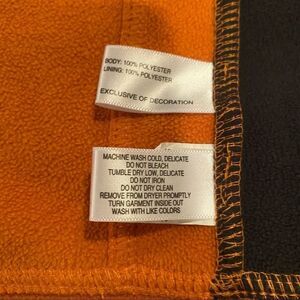 BODY: 100% POLYESTER
LINING: 100% POLYESTER
EXCLUSIVE OF DECORATION
MACHINE WASH COLD, DELICATE
DO NOT BLEACH
TUMBLE DRY LOW, DELICATE
DO NOT IRON
DO NOT DRY CLEAN
REMOVE FROM DRYER PROMPTLY
TURN GARMENT INSIDE OUT
WASH WITH LIKE COLORS